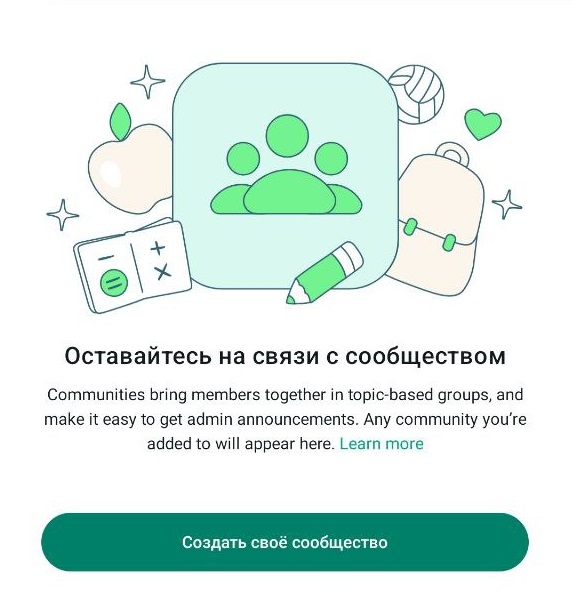 Оставайтесь на связи с сообществом
Communities bring members together in topic-based groups, and
make it easy to get admin announcements. Any community you’re
added to will appear here. Learn more
Создать своё сообщество